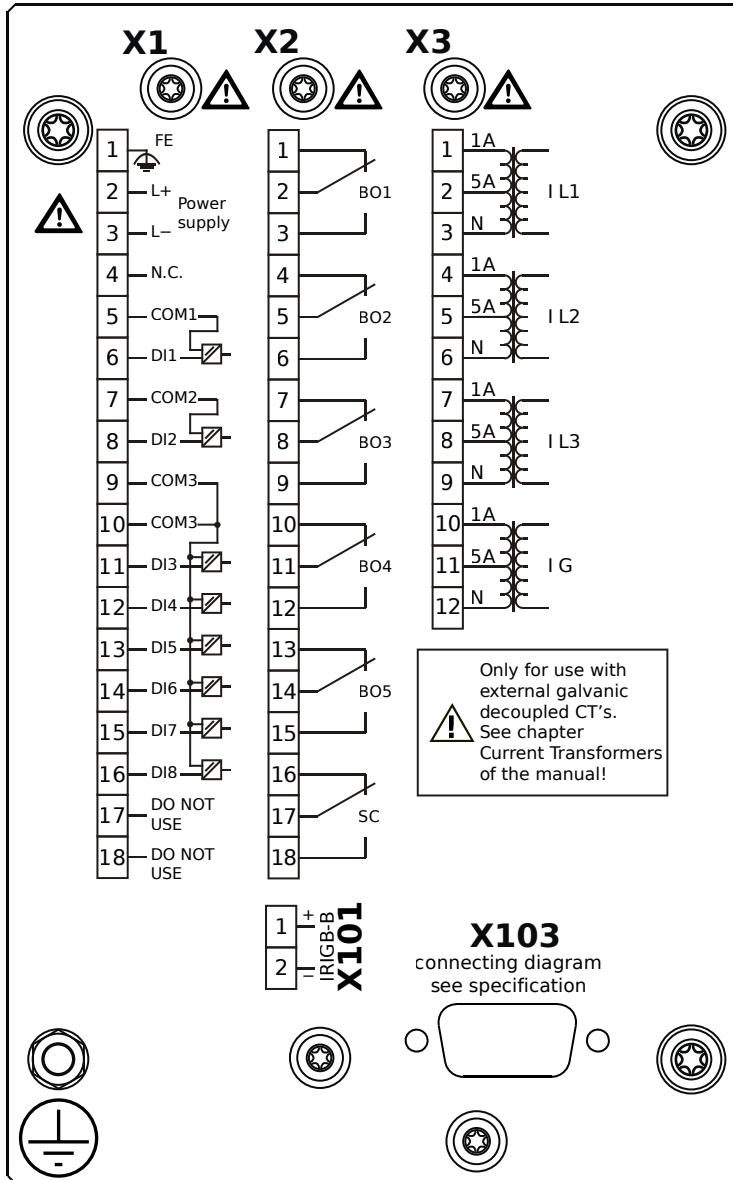 X1 X2 X3
1 FE
2 L+
Power
supply
3 L−
4 N.C.
5 COM1
6 DI1
7 COM2
8 DI2
9 COM3
10 COM3
11 DI3
12 DI4
13 DI5
14 DI6
15 DI7
16 DI8
17 DO NOT
USE
18 DO NOT
USE
1
2 BO1
3
4
5 BO2
6
7
8 BO3
9
10
11 BO4
12
13
14 BO5
15
16
17 SC
18
1 1A
2 5A I L1
3 N
4 1A
5 5A I L2
6 N
7 1A
8 5A I L3
9 N
10 1A
11 5A I G
12 N
Only for use with
external galvanic
decoupled CT's.
See chapter
Current Transformers
of the manual!
1 +
2 −
IRIGB-B
X101
X103
connecting diagram
see specification